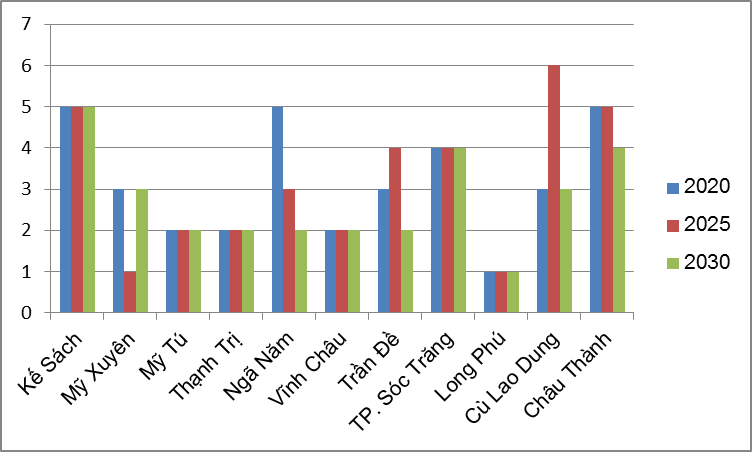 7
6
5
4
3
2
1
0
Kế Sách
Mỹ Xuyên
Mỹ Tú
Thạnh Trị
Ngã Năm
Vĩnh Châu
Trần Đề
TP. Sóc Trăng
Long Phú
Cù Lao Dung
Châu Thành
2020
2025
2030